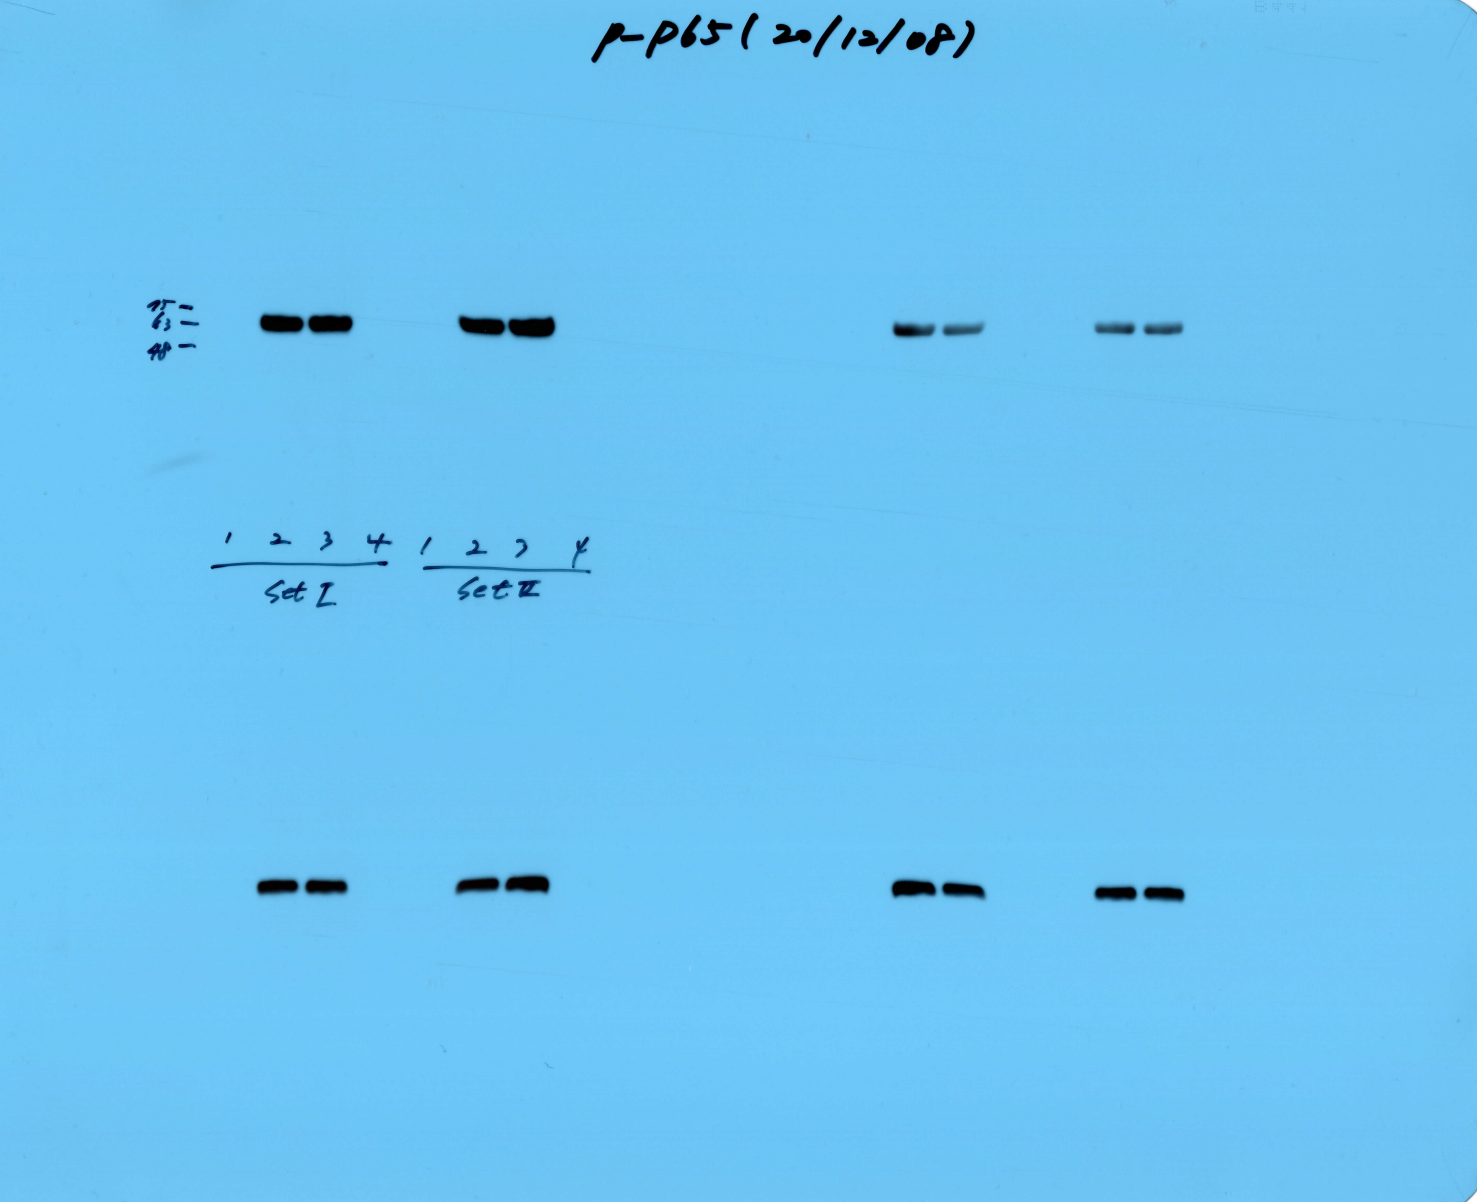 p-p65 (20/12/08)
75 -
63 -
48 -
1 2 3 4 1 2 3 4
Set I Set II